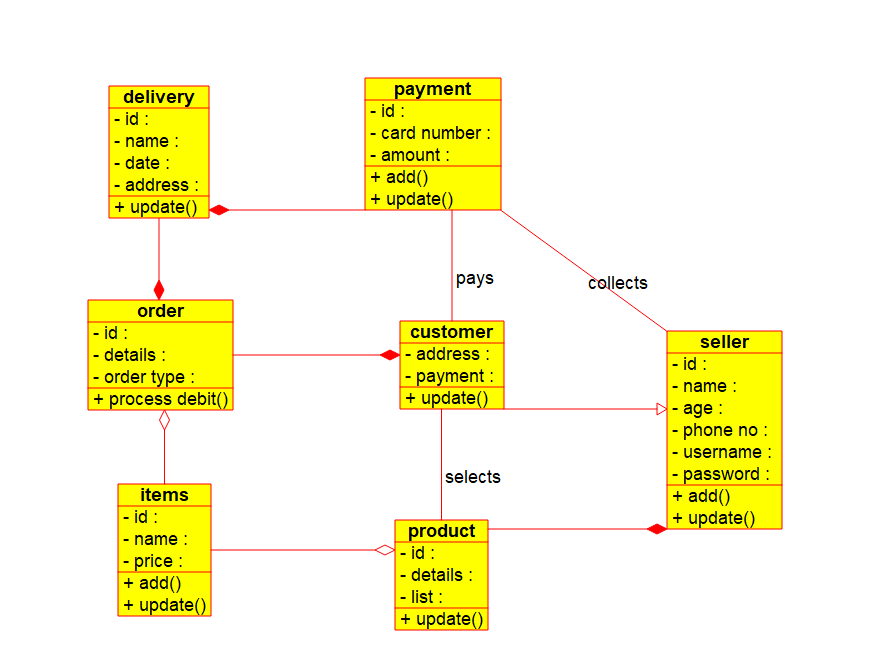 delivery
- id :
- name :
- date :
- address :
+ update()
payment
- id :
- card number :
- amount :
+ add()
+ update()
pays
collects
order
- id :
- details :
- order type :
+ process debit()
customer
- address :
- payment :
+ update()
seller
- id :
- name :
- age :
- phone no :
- username :
- password :
+ add()
+ update()
selects
items
- id :
- name :
- price :
+ add()
+ update()
product
- id :
- details :
- list :
+ update()